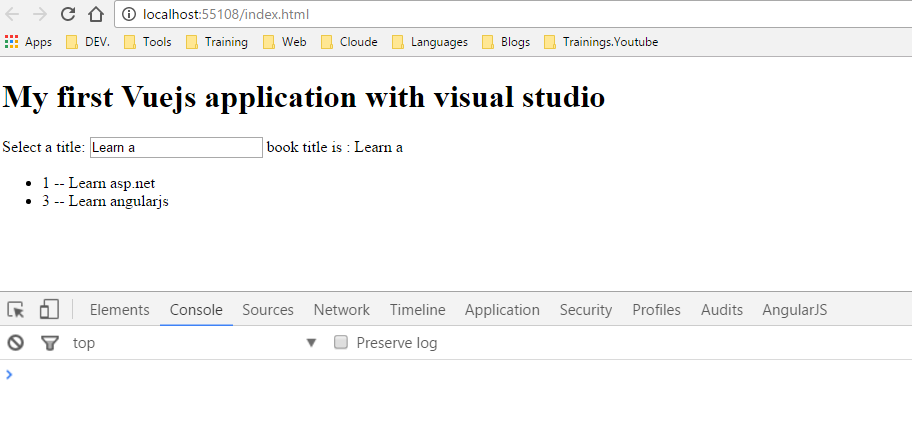 localhost:55108/index.html
Apps DEV. Tools Training Web Cloude Languages Blogs Trainings.Youtube
My first Vuejs application with visual studio
Select a title: Learn a book title is : Learn a
1 -- Learn asp.net
3 -- Learn angularjs
Elements Console Sources Network Timeline Application Security Profiles Audits AngularJS
top Preserve log